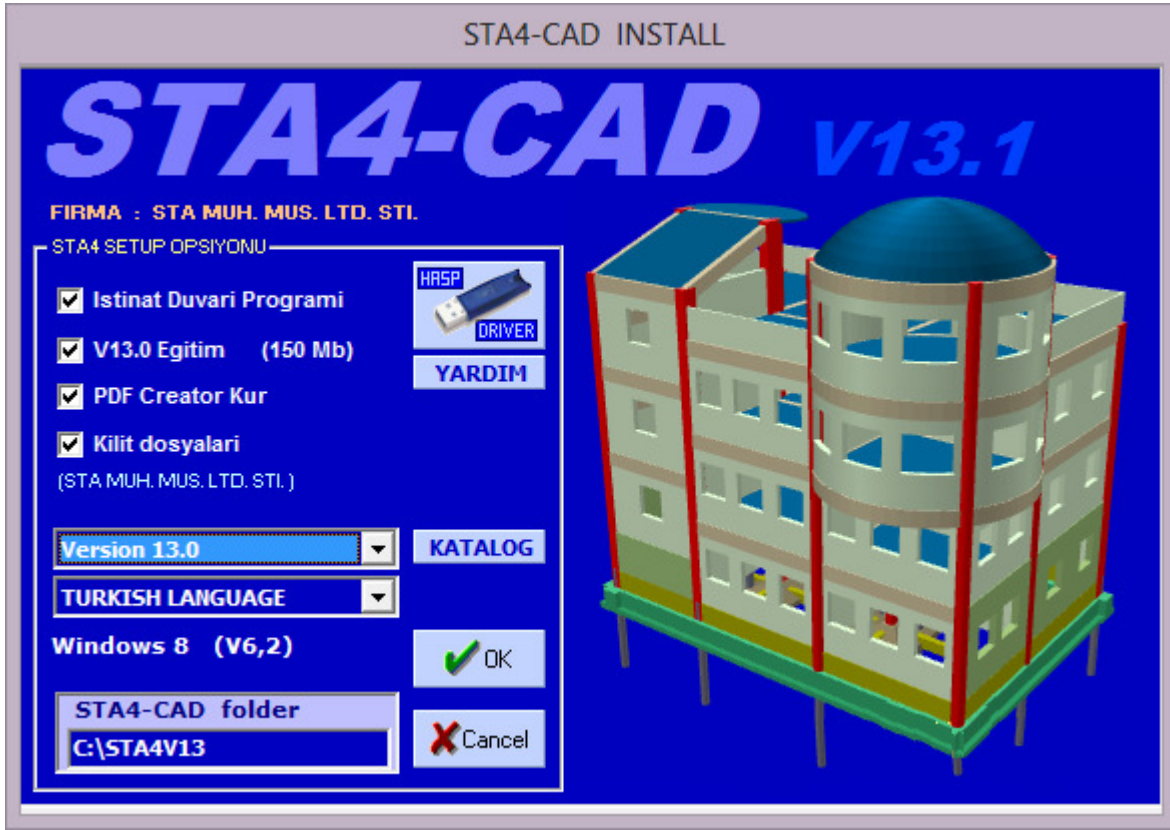 STA4-CAD INSTALL
STA4-CAD V13.1
FIRMA : STA MUH. MUS. LTD. STI.
STA4 SETUP OPSIYONU
Istinat Duvari Programi
V13.0 Egitim (150 Mb)
PDF Creator Kur
Kilit dosyalari
(STA MUH. MUS. LTD. STI. )
HASP
DRIVER
YARDIM
Version 13.0
KATALOG
TURKISH LANGUAGE
Windows 8 (V6,2)
OK
STA4-CAD folder
C:\STA4V13
Cancel